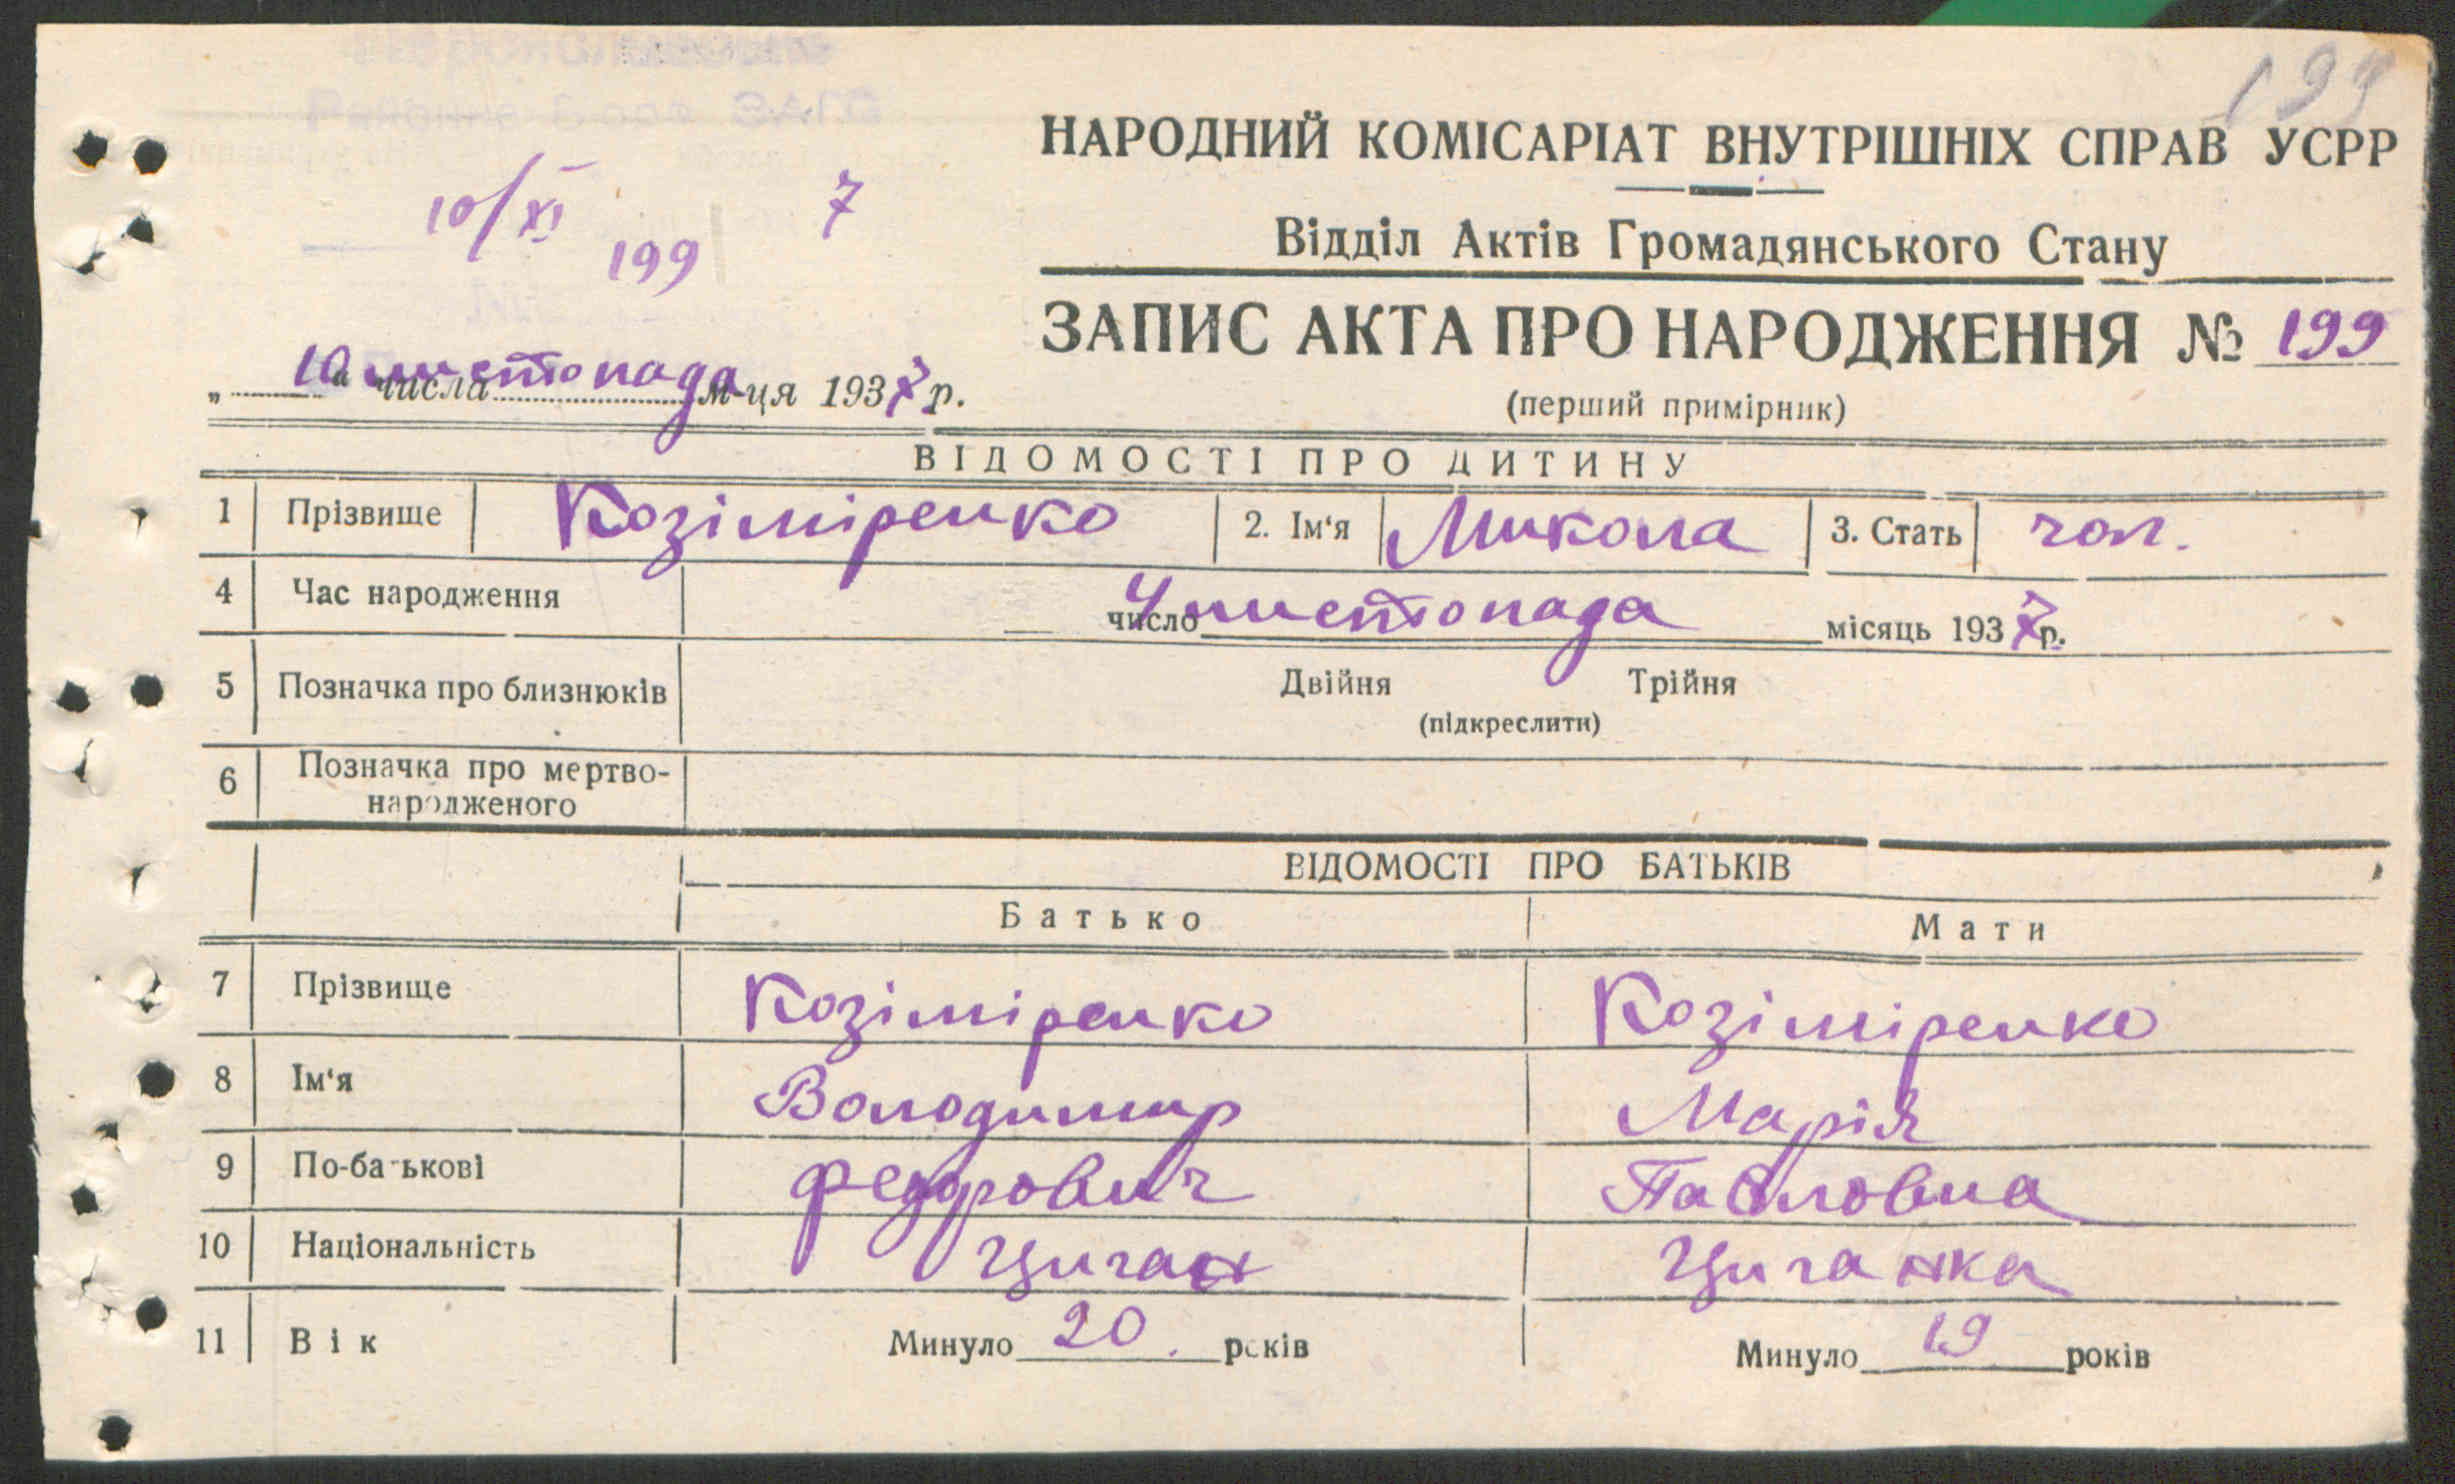 199
НАРОДНИЙ КОМІСАРІАТ ВНУТРІШНІХ СПРАВ УСРР
10/XI 7
199
Відділ Актів Громадянського Стану
ЗАПИС АКТА ПРО НАРОДЖЕННЯ № 199
(перший примірник)
„ 10 “ числа листопада м-ця 1937 р.
ВІДОМОСТІ ПРО ДИТИНУ
1 Прізвище Козіміренко 2. Ім‘я Микола 3. Стать чол.
4 Час народження число 4 листопада місяць 1937 р.
5 Позначка про близнюків Двійня Трійня
(підкреслити)
6 Позначка про мертво-
народженого
ВІДОМОСТІ ПРО БАТЬКІВ
Батько Мати
7 Прізвище Козіміренко Козіміренко
8 Ім‘я Володимир Марія
9 По-батькові Федорович Павловна
10 Національність Циган Циганка
11 Вік Минуло 20 років Минуло 19 років